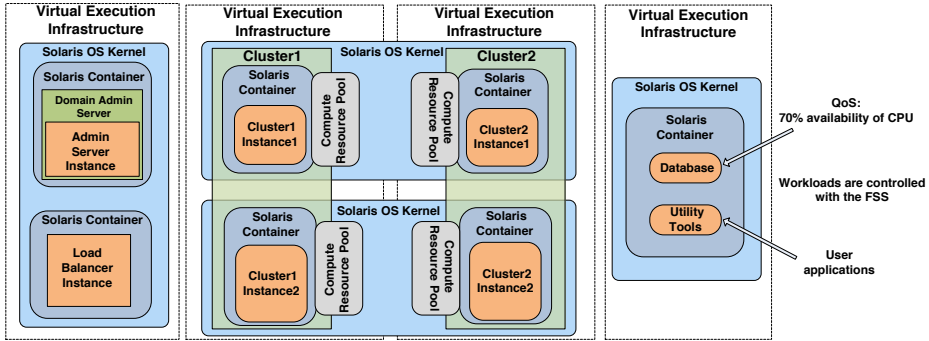 Virtual Execution
Infrastructure
Solaris OS Kernel
Solaris Container
Domain Admin
Server
Admin
Server
Instance
Solaris Container
Load
Balancer
Instance
Virtual Execution
Infrastructure
Virtual Execution
Infrastructure
Solaris OS Kernel
Cluster1
Cluster2
Solaris
Container
Cluster1
Instance1
Compute
Resource Pool
Compute
Resource Pool
Solaris
Container
Cluster2
Instance1
Solaris OS Kernel
Solaris
Container
Cluster1
Instance2
Compute
Resource Pool
Compute
Resource Pool
Solaris
Container
Cluster2
Instance2
Virtual Execution
Infrastructure
Solaris OS Kernel
Solaris
Container
Database
Utility
Tools
QoS:
70% availability of CPU
Workloads are controlled
with the FSS
User
applications